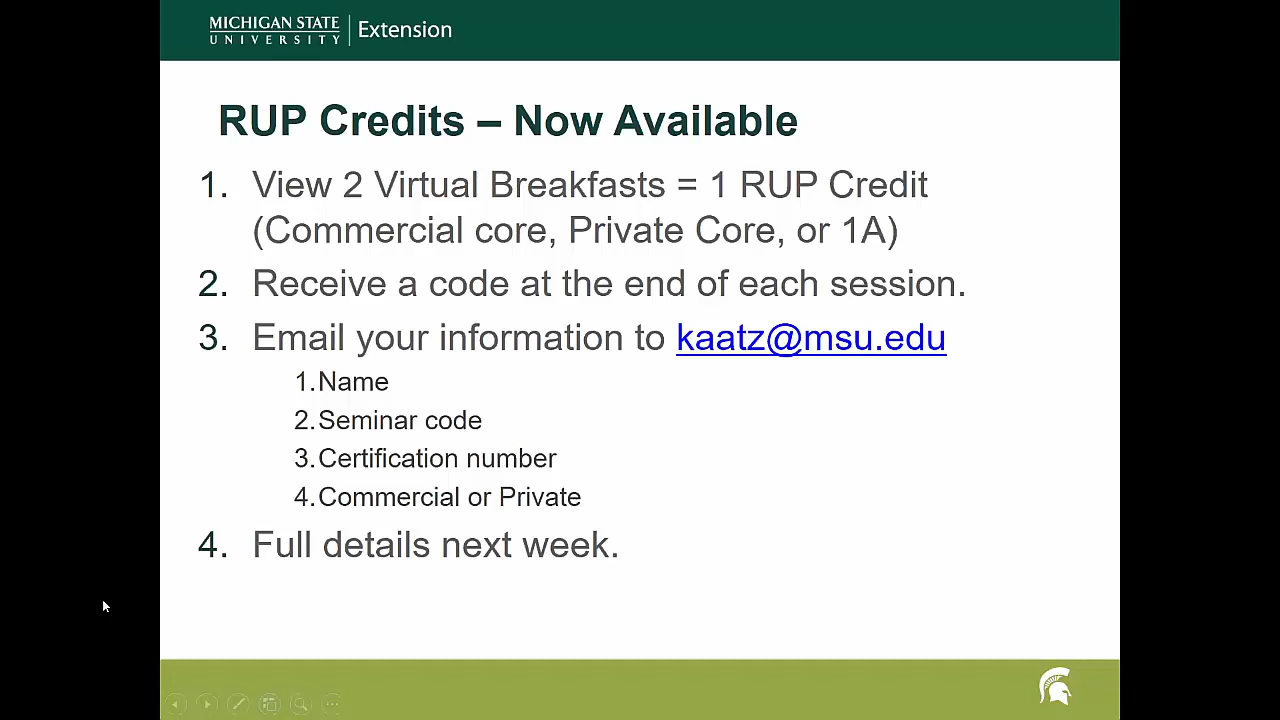 MICHIGAN STATE
UNIVERSITY
Extension
RUP Credits – Now Available
1. View 2 Virtual Breakfasts = 1 RUP Credit
(Commercial core, Private Core, or 1A)
2. Receive a code at the end of each session.
3. Email your information to kaatz@msu.edu
1.Name
2.Seminar code
3.Certification number
4.Commercial or Private
4. Full details next week.